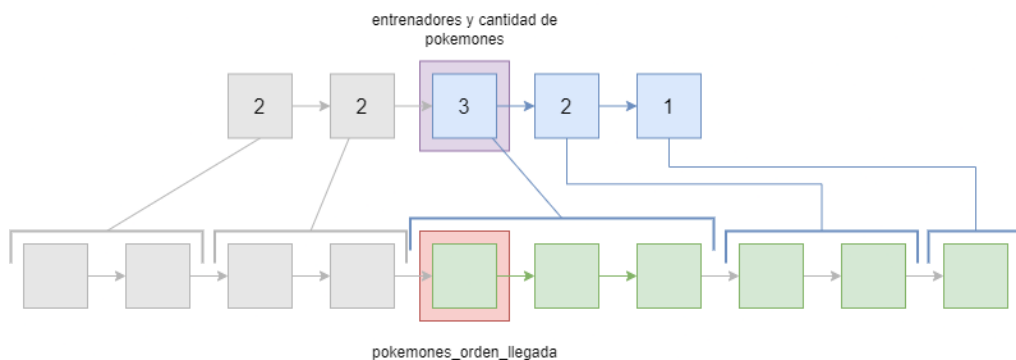 entrenadores y cantidad de
pokemones
2 2 3 2 1
pokemones_orden_llegada